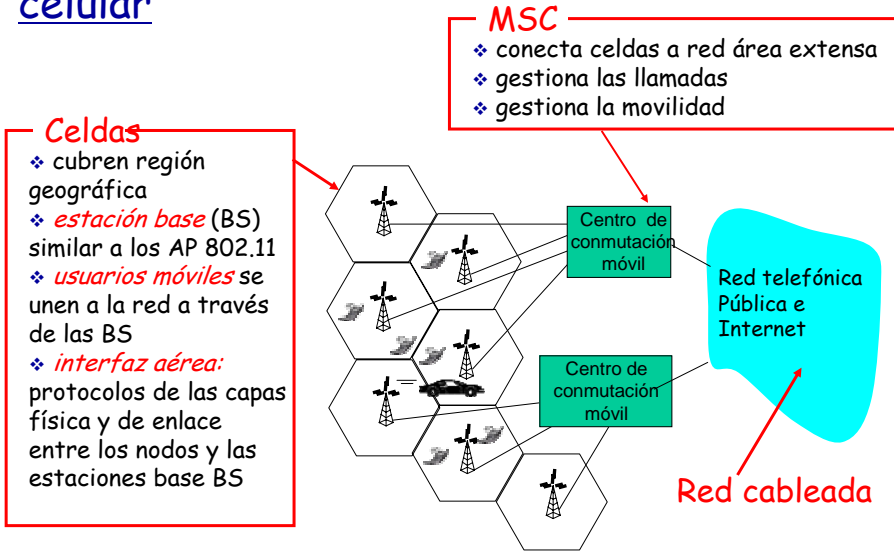 celular
MSC
❖ conecta celdas a red área extensa
❖ gestiona las llamadas
❖ gestiona la movilidad
Celdas
❖ cubren región
geográfica
❖ estación base (BS)
similar a los AP 802.11
❖ usuarios móviles se
unen a la red a través
de las BS
❖ interfaz aérea:
protocolos de las capas
física y de enlace
entre los nodos y las
estaciones base BS
Centro de
conmutación
móvil
Centro de
conmutación
móvil
Red telefónica
Pública e
Internet
Red cableada